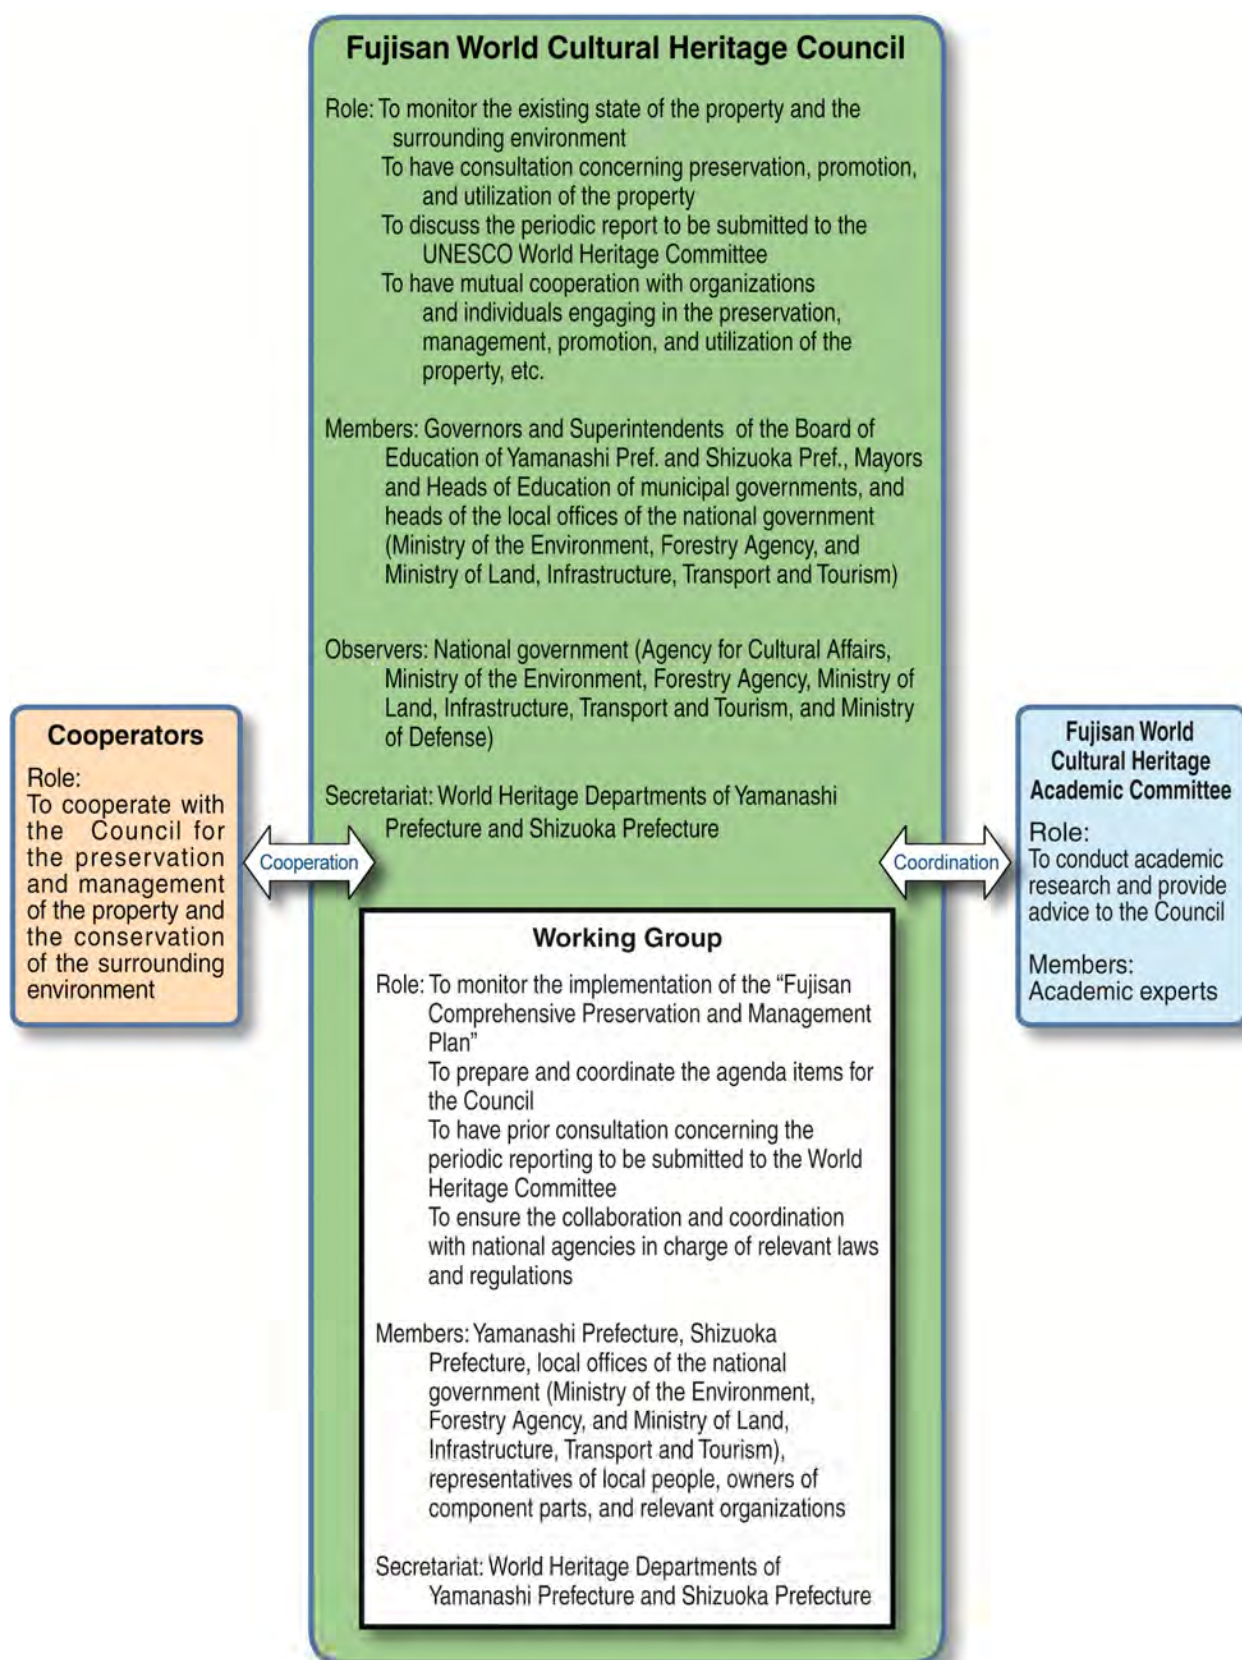 Fujisan World Cultural Heritage Council
Role: To monitor the existing state of the property and the
surrounding environment
To have consultation concerning preservation, promotion,
and utilization of the property
To discuss the periodic report to be submitted to the
UNESCO World Heritage Committee
To have mutual cooperation with organizations
and individuals engaging in the preservation,
management, promotion, and utilization of the
property, etc.
Members: Governors and Superintendents of the Board of
Education of Yamanashi Pref. and Shizuoka Pref., Mayors
and Heads of Education of municipal governments, and
heads of the local offices of the national government
(Ministry of the Environment, Forestry Agency, and
Ministry of Land, Infrastructure, Transport and Tourism)
Observers: National government (Agency for Cultural Affairs,
Ministry of the Environment, Forestry Agency, Ministry of
Land, Infrastructure, Transport and Tourism, and Ministry
of Defense)
Secretariat: World Heritage Departments of Yamanashi
Prefecture and Shizuoka Prefecture
Cooperators
Role:
To cooperate with
the Council for
the preservation
and management
of the property and
the conservation
of the surrounding
environment
Cooperation
Coordination
Fujisan World
Cultural Heritage
Academic Committee
Role:
To conduct academic
research and provide
advice to the Council
Members:
Academic experts
Working Group
Role: To monitor the implementation of the “Fujisan
Comprehensive Preservation and Management
Plan”
To prepare and coordinate the agenda items for
the Council
To have prior consultation concerning the
periodic reporting to be submitted to the World
Heritage Committee
To ensure the collaboration and coordination
with national agencies in charge of relevant laws
and regulations
Members: Yamanashi Prefecture, Shizuoka
Prefecture, local offices of the national
government (Ministry of the Environment,
Forestry Agency, and Ministry of Land,
Infrastructure, Transport and Tourism),
representatives of local people, owners of
component parts, and relevant organizations
Secretariat: World Heritage Departments of
Yamanashi Prefecture and Shizuoka Prefecture